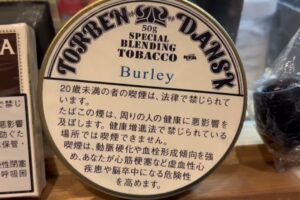 TORBEN DANSK
50g
SPECIAL
BLENDING
TOBACCO
Burley
20歳未満の者の喫煙は、法律で禁じられて
います。
たばこの煙は、周りの人の健康に悪影響を
及ぼします。健康増進法で禁じられている
場所では喫煙できません。
喫煙は、動脈硬化や血栓形成傾向を強
め、あなたが心筋梗塞など虚血性心
疾患や脳卒中になる危険性
を高めます。
A